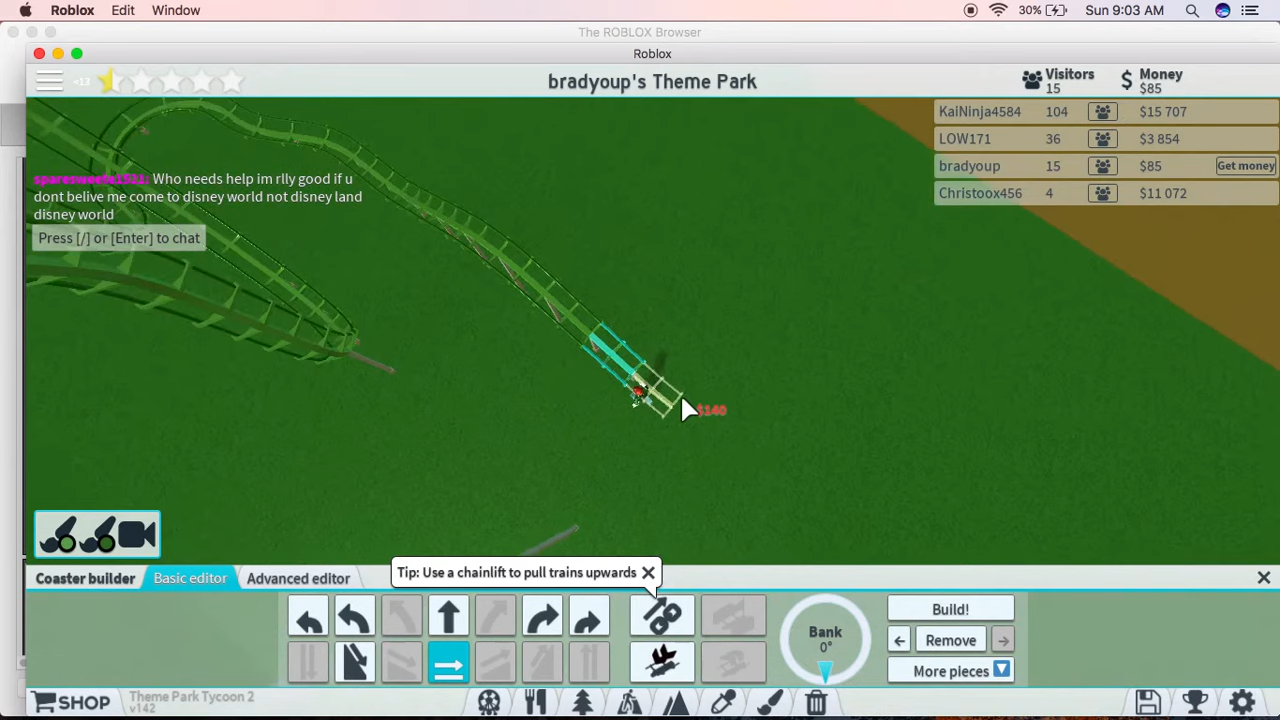 Roblox Edit Window 30% Sun 9:03 AM
The ROBLOX Browser
Roblox
+13 bradyoup's Theme Park Visitors 15 $ Money $85
KaiNinja4584 104 $15 707
LOW171 36 $3 854
bradyoup 15 $85 Get money
Christoox456 4 $11 072
Who needs help im rlly good if u
dont belive me come to disney world not disney land
disney world
Press [/] or [Enter] to chat
$140
Tip: Use a chainlift to pull trains upwards
Coaster builder Basic editor Advanced editor
Bank
0°
Build!
Remove
More pieces
SHOP
Theme Park Tycoon 2
v142